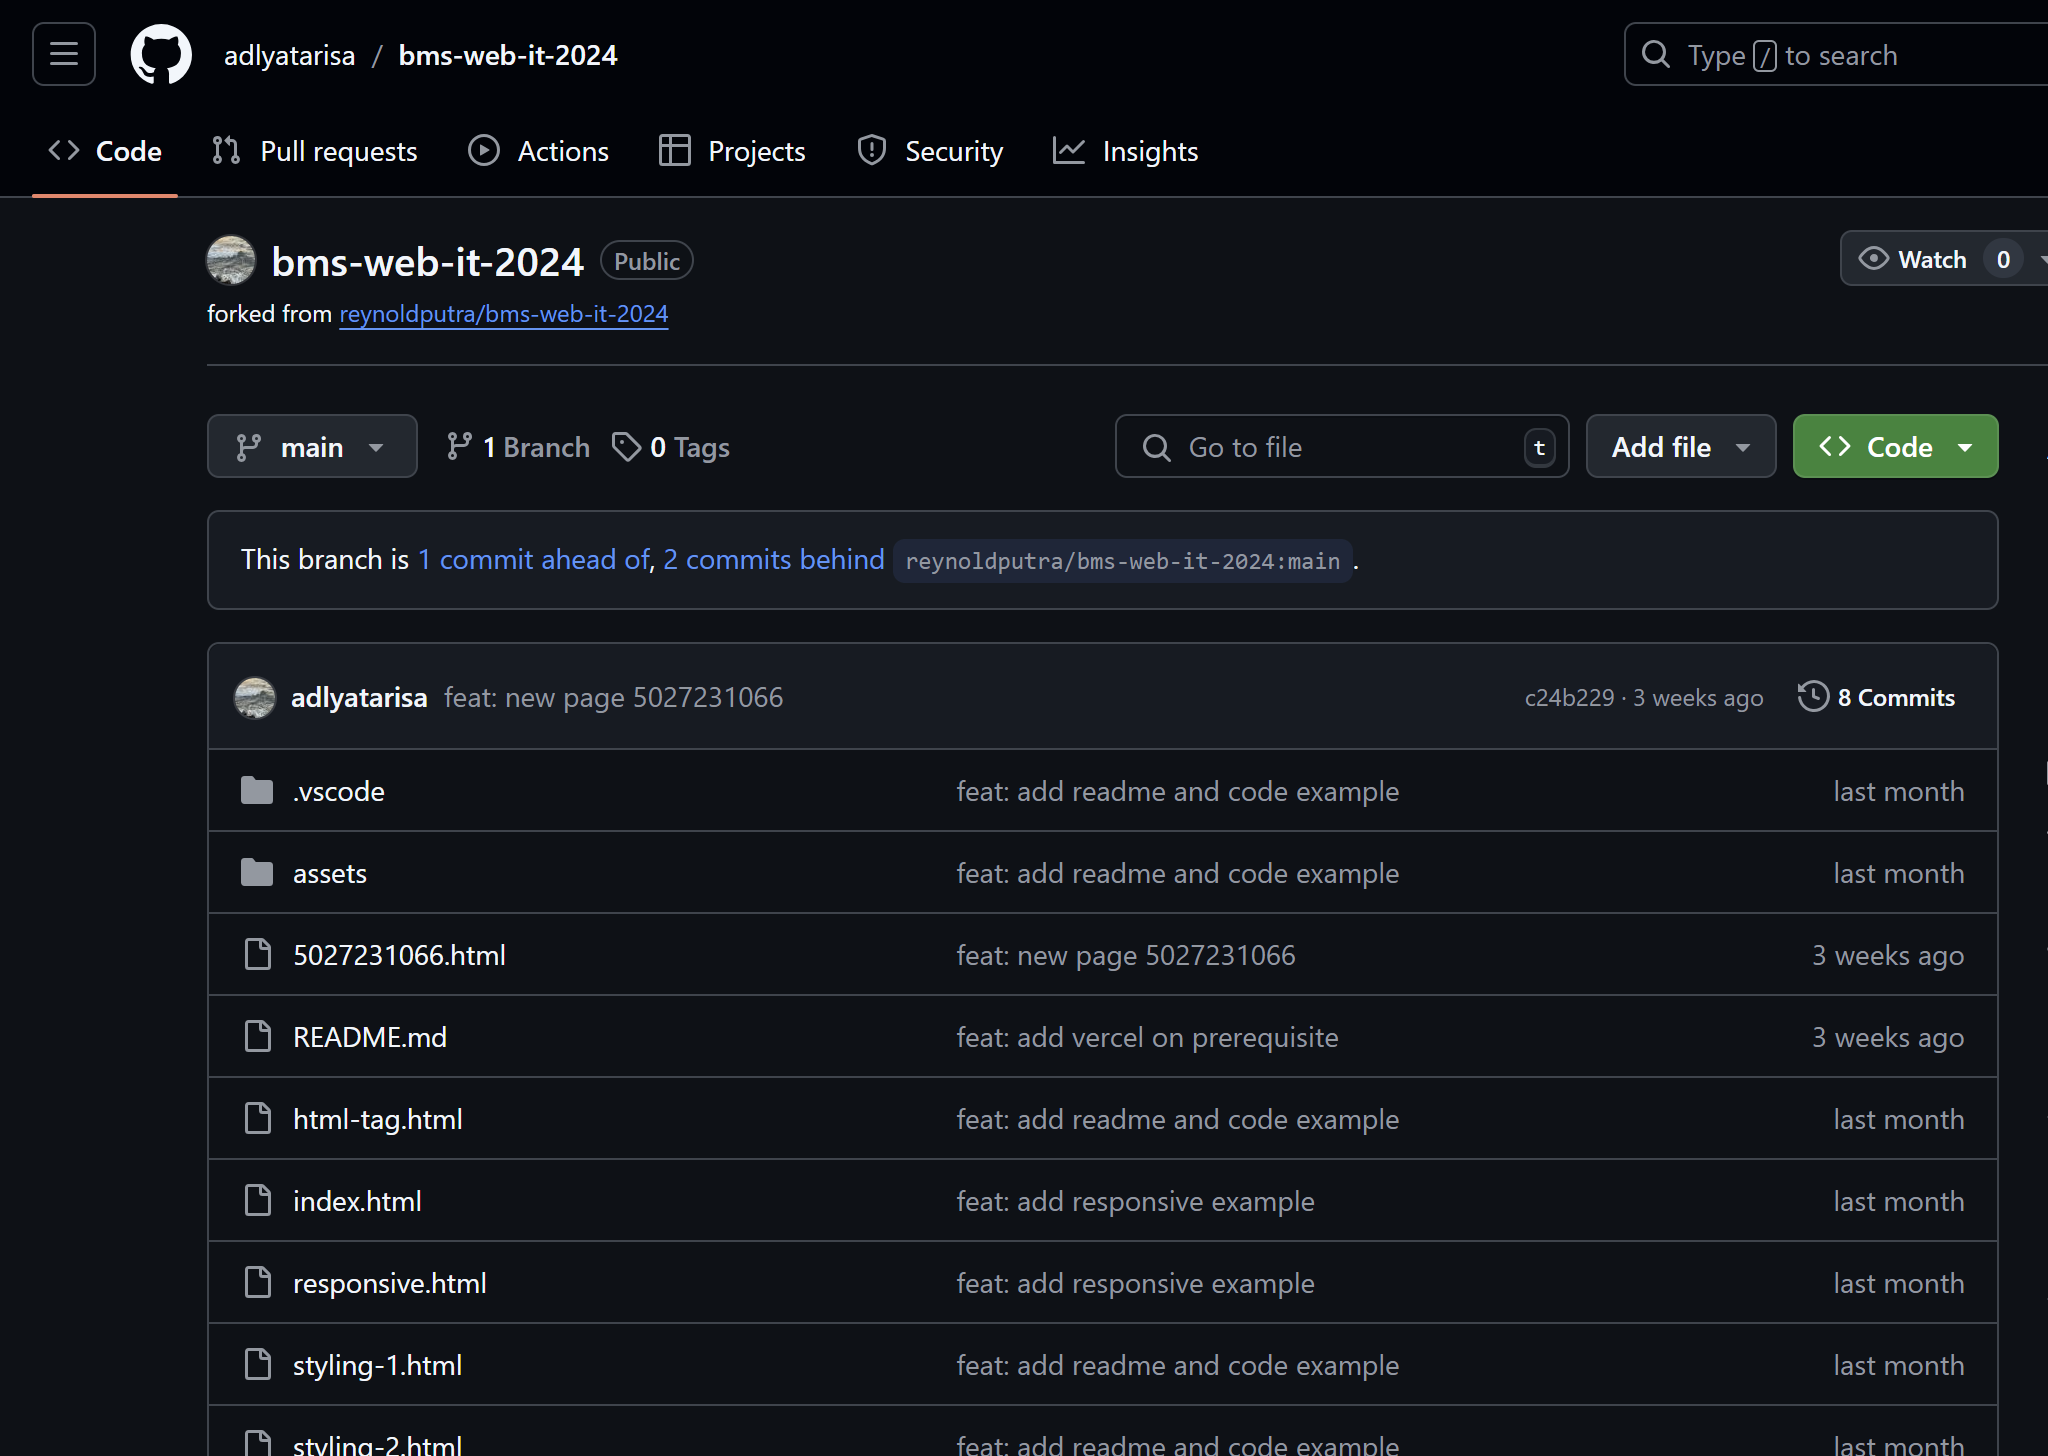 adlyatarisa / bms-web-it-2024
Type / to search
Code Pull requests Actions Projects Security Insights
bms-web-it-2024 Public
Watch 0
forked from reynoldputra/bms-web-it-2024
main 1 Branch 0 Tags Go to file t Add file Code
This branch is 1 commit ahead of, 2 commits behind reynoldputra/bms-web-it-2024:main .
adlyatarisa feat: new page 5027231066 c24b229 · 3 weeks ago 8 Commits
.vscode feat: add readme and code example last month
assets feat: add readme and code example last month
5027231066.html feat: new page 5027231066 3 weeks ago
README.md feat: add vercel on prerequisite 3 weeks ago
html-tag.html feat: add readme and code example last month
index.html feat: add responsive example last month
responsive.html feat: add responsive example last month
styling-1.html feat: add readme and code example last month
styling-2.html feat: add readme and code example last month